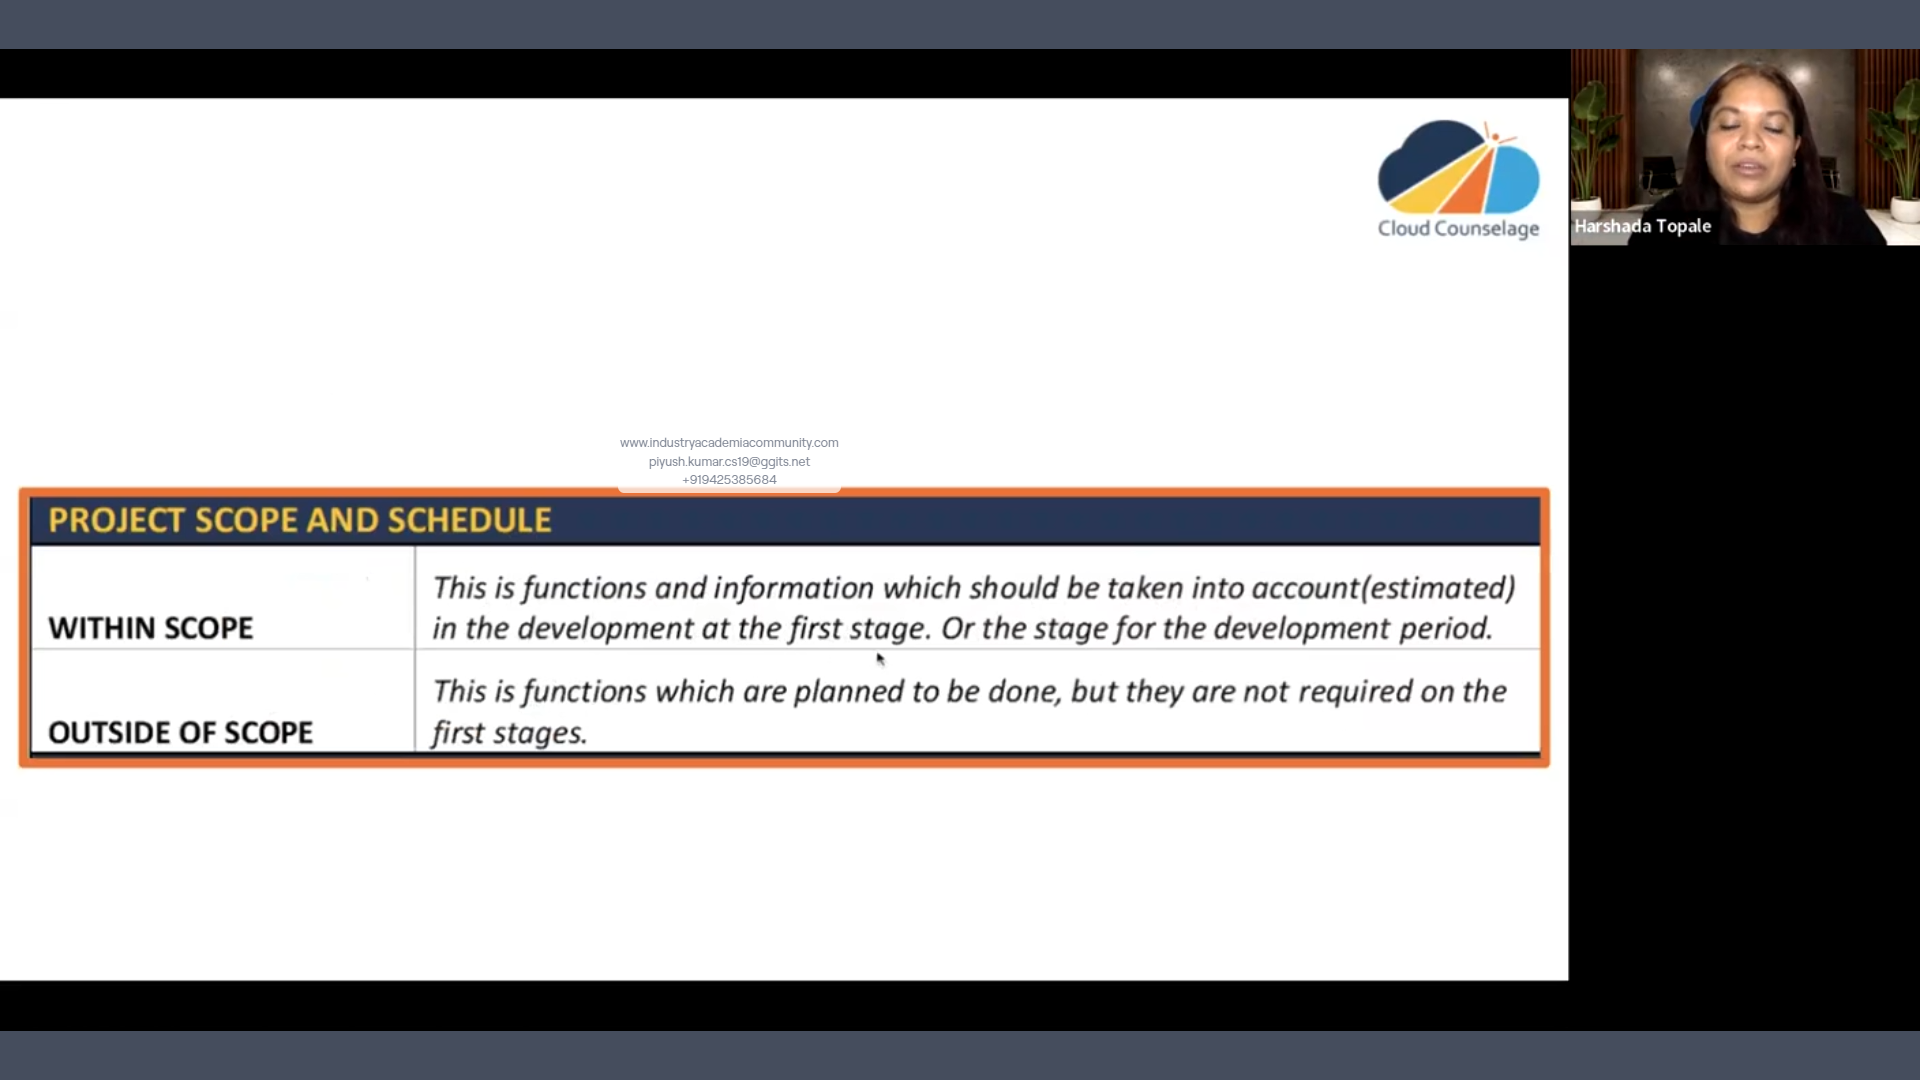 Cloud Counselage
Harshada Topale
www.industryacademiacommunity.com
piyush.kumar.cs19@ggits.net
+919425385684
PROJECT SCOPE AND SCHEDULE
WITHIN SCOPE
This is functions and information which should be taken into account(estimated)
in the development at the first stage. Or the stage for the development period.
OUTSIDE OF SCOPE
This is functions which are planned to be done, but they are not required on the
first stages.